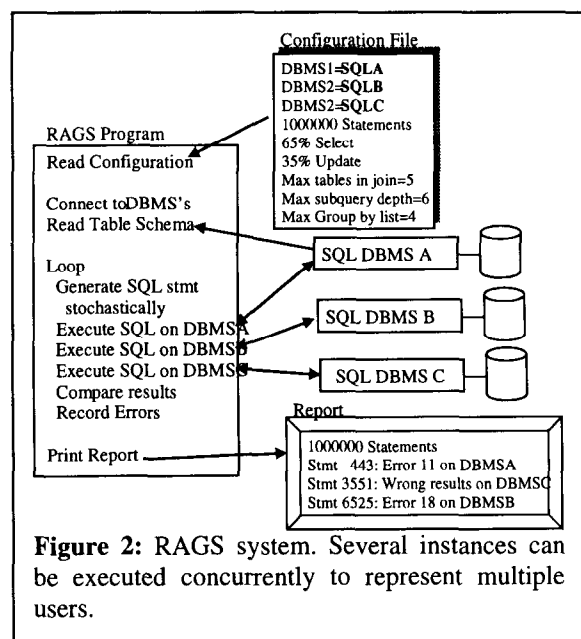 Configuration File
DBMS1=SQLA
DBMS2=SQLB
DBMS2=SQLC
1000000 Statements
65% Select
35% Update
Max tables in join=5
Max subquery depth=6
Max Group by list=4
RAGS Program
Read Configuration
Connect toDBMS's
Read Table Schema
Loop
Generate SQL stmt
stochastically
Execute SQL on DBMSA
Execute SQL on DBMSB
Execute SQL on DBMSC
Compare results
Record Errors
Print Report
SQL DBMS A
SQL DBMS B
SQL DBMS C
Report
1000000 Statements
Stmt 443: Error 11 on DBMSA
Stmt 3551: Wrong results on DBMSC
Stmt 6525: Error 18 on DBMSB
Figure 2: RAGS system. Several instances can
be executed concurrently to represent multiple
users.